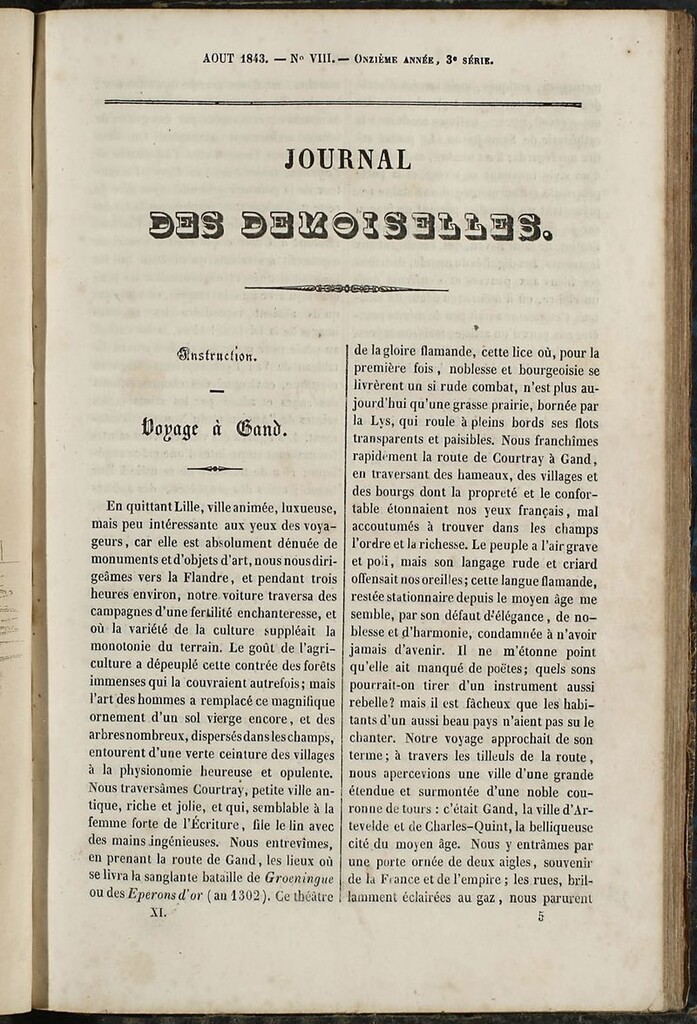 AOUT 1843. — No VIII. — ONZIÈME ANNÉE, 3e SÉRIE.
JOURNAL
DES DEMOISELLES.
Instruction.
Voyage à Gand.
En quittant Lille, ville animée, luxueuse,
mais peu intéressante aux yeux des voya-
geurs, car elle est absolument dénuée de
monuments et d'objets d'art, nous nous diri-
geâmes vers la Flandre, et pendant trois
heures environ, notre voiture traversa des
campagnes d'une fertilité enchanteresse, et
où la variété de la culture suppléait la
monotonie du terrain. Le goût de l'agri-
culture a dépeuplé cette contrée des forêts
immenses qui la couvraient autrefois; mais
l'art des hommes a remplacé ce magnifique
ornement d'un sol vierge encore, et des
arbres nombreux, dispersés dans les champs,
entourent d'une verte ceinture des villages
à la physionomie heureuse et opulente.
Nous traversâmes Courtray, petite ville an-
tique, riche et jolie, et qui, semblable à la
femme forte de l'Écriture, file le lin avec
des mains ingénieuses. Nous entrevîmes,
en prenant la route de Gand, les lieux où
se livra la sanglante bataille de Groeningue
ou des Eperons d'or (an 1302). Ce théâtre
XI.
de la gloire flamande, cette lice où, pour la
première fois, noblesse et bourgeoisie se
livrèrent un si rude combat, n'est plus au-
jourd'hui qu'une grasse prairie, bornée par
la Lys, qui roule à pleins bords ses flots
transparents et paisibles. Nous franchîmes
rapidement la route de Courtray à Gand,
en traversant des hameaux, des villages et
des bourgs dont la propreté et le confor-
table étonnaient nos yeux français, mal
accoutumés à trouver dans les champs
l'ordre et la richesse. Le peuple a l'air grave
et poli, mais son langage rude et criard
offensait nos oreilles; cette langue flamande,
restée stationnaire depuis le moyen âge me
semble, par son défaut d'élégance, de no-
blesse et d'harmonie, condamnée à n'avoir
jamais d'avenir. Il ne m'étonne point
qu'elle ait manqué de poëtes; quels sons
pourrait-on tirer d'un instrument aussi
rebelle? mais il est fâcheux que les habi-
tants d'un aussi beau pays n'aient pas su le
chanter. Notre voyage approchait de son
terme; à travers les tilleuls de la route,
nous apercevions une ville d'une grande
étendue et surmontée d'une noble cou-
ronne de tours : c'était Gand, la ville d'Ar-
tevelde et de Charles-Quint, la belliqueuse
cité du moyen âge. Nous y entrâmes par
une porte ornée de deux aigles, souvenir
de la France et de l'empire; les rues, bril-
lamment éclairées au gaz, nous parurent
5